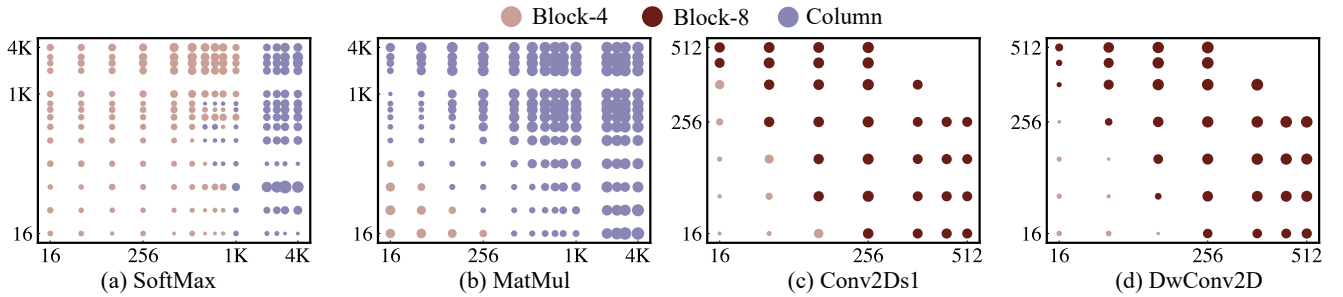 Block-4 Block-8 Column
4K 4K 512 512
1K 1K 256 256
16 16 16 16
16 256 1K 4K 16 256 1K 4K 16 256 512 16 256 512
(a) SoftMax (b) MatMul (c) Conv2Ds1 (d) DwConv2D